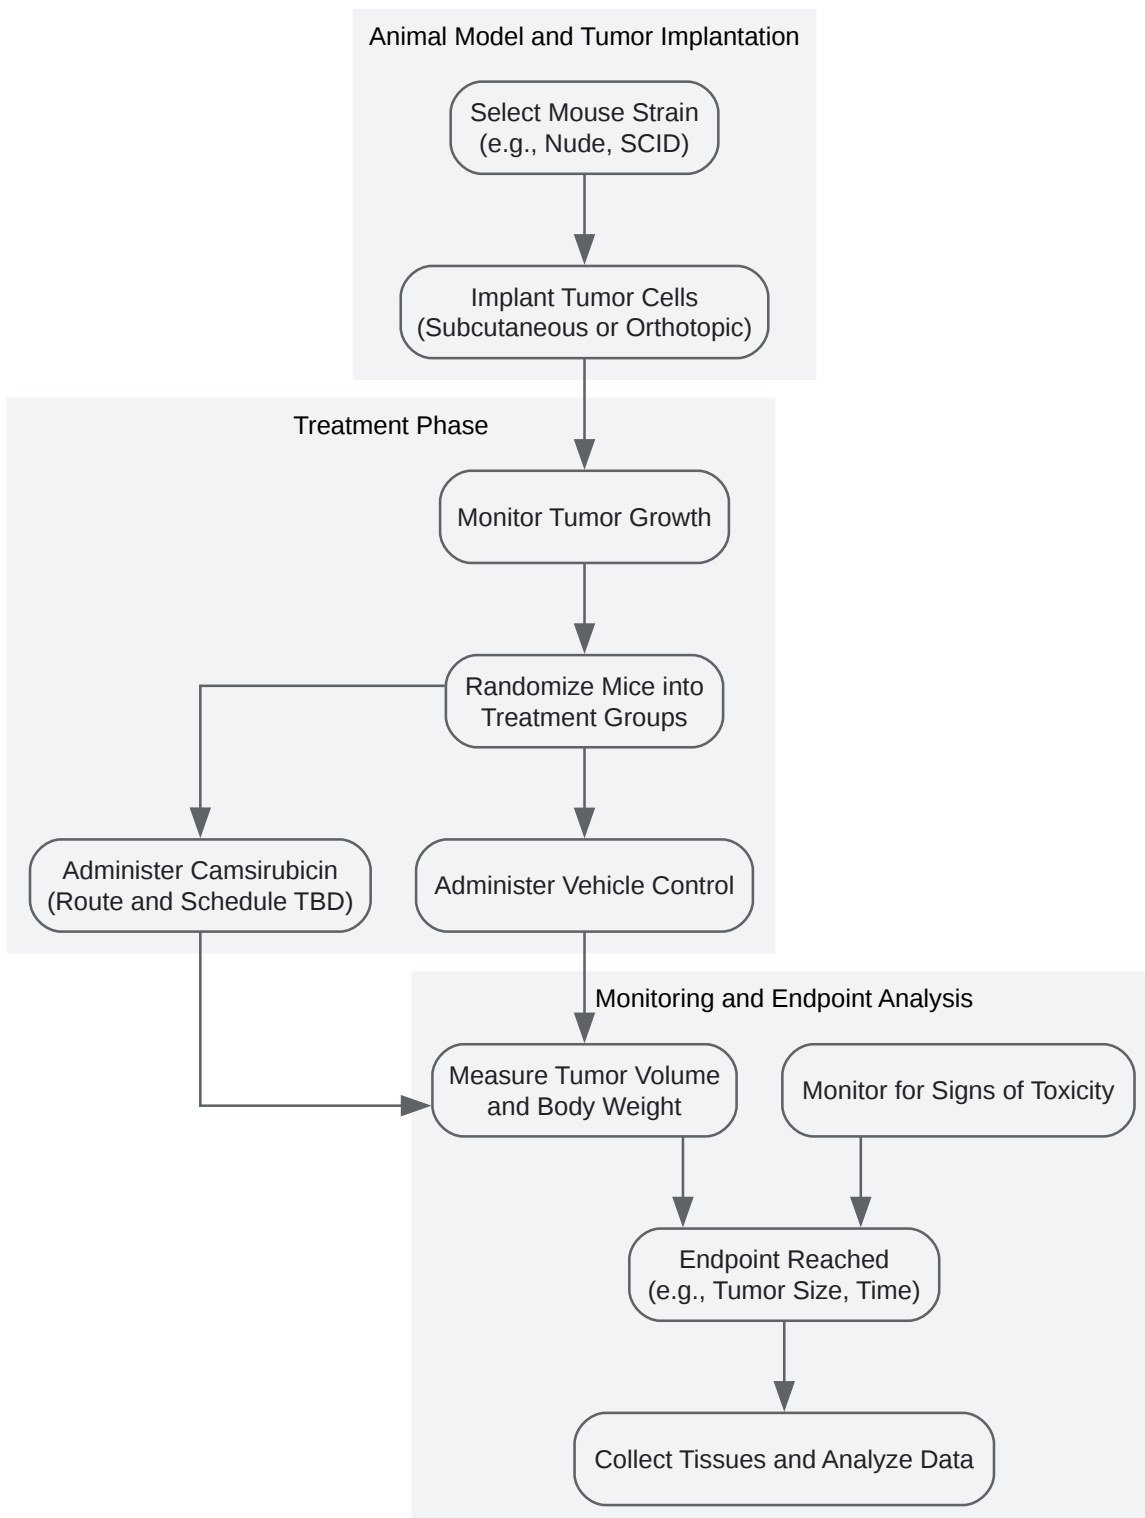 Animal Model and Tumor Implantation
Select Mouse Strain
(e.g., Nude, SCID)
Implant Tumor Cells
(Subcutaneous or Orthotopic)
Treatment Phase
Monitor Tumor Growth
Randomize Mice into
Treatment Groups
Administer Camsirubicin
(Route and Schedule TBD)
Administer Vehicle Control
Monitoring and Endpoint Analysis
Measure Tumor Volume
and Body Weight
Monitor for Signs of Toxicity
Endpoint Reached
(e.g., Tumor Size, Time)
Collect Tissues and Analyze Data